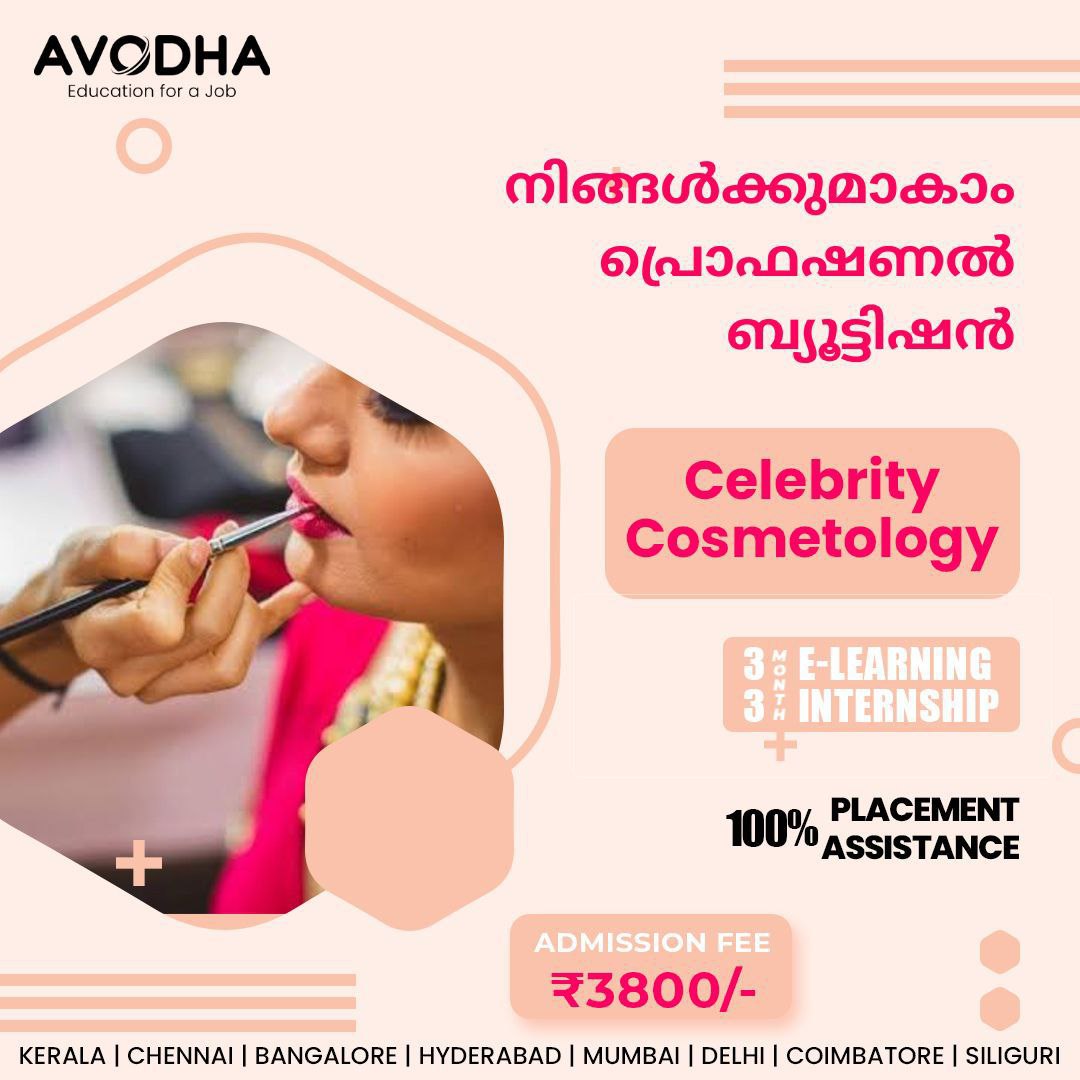 AVODHA
Education for a Job
നിങ്ങൾക്കുമാകാം
പ്രൊഫഷണൽ
ബ്യൂട്ടിഷൻ
Celebrity
Cosmetology
3 MONTH E-LEARNING
3 INTERNSHIP
100% PLACEMENT
ASSISTANCE
ADMISSION FEE
₹3800/-
KERALA | CHENNAI | BANGALORE | HYDERABAD | MUMBAI | DELHI | COIMBATORE | SILIGURI